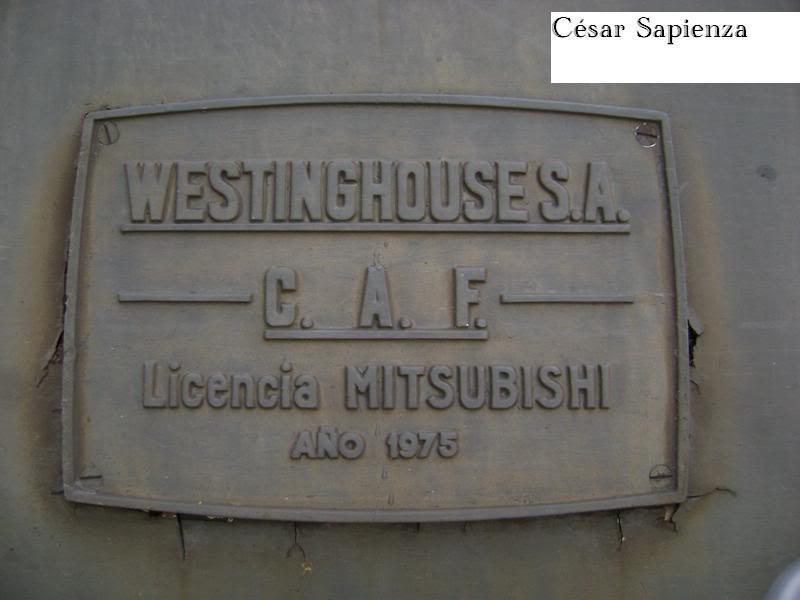 César Sapienza
WESTINGHOUSE S.A.
C. A. F.
Licencia MITSUBISHI
AÑO 1975